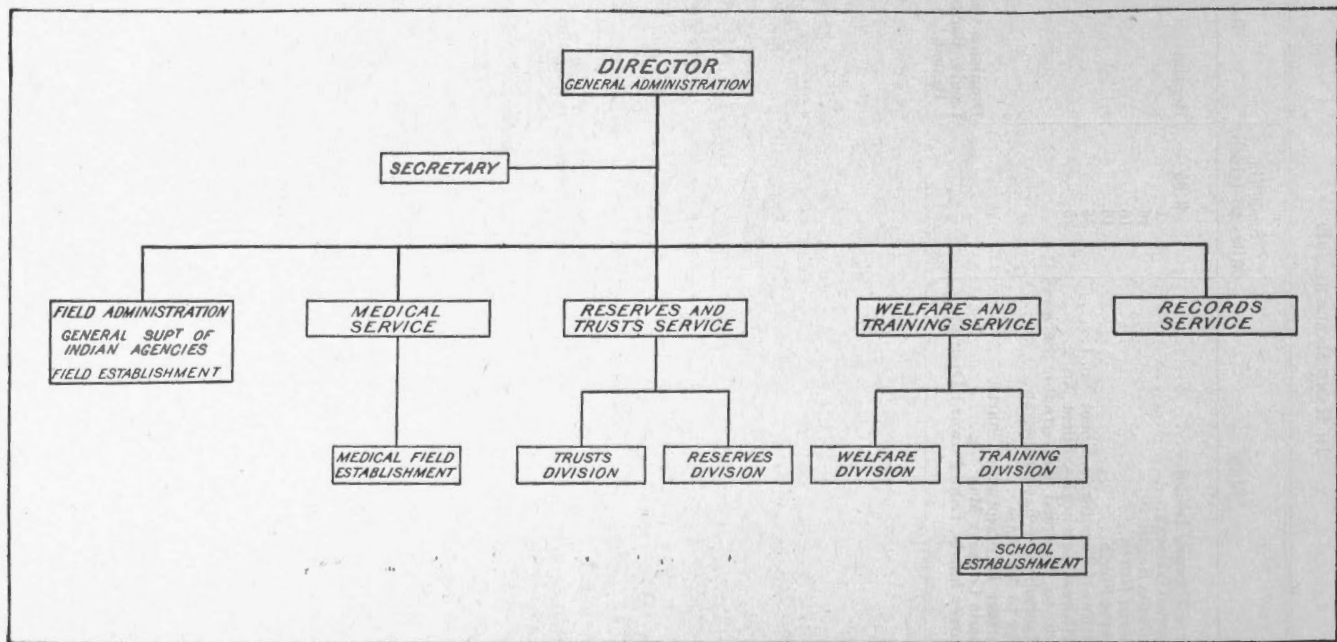 DIRECTOR
GENERAL ADMINISTRATION
SECRETARY
FIELD ADMINISTRATION
GENERAL SUPT OF
INDIAN AGENCIES
FIELD ESTABLISHMENT
MEDICAL
SERVICE
RESERVES AND
TRUSTS SERVICE
WELFARE AND
TRAINING SERVICE
RECORDS
SERVICE
MEDICAL FIELD
ESTABLISHMENT
TRUSTS
DIVISION
RESERVES
DIVISION
WELFARE
DIVISION
TRAINING
DIVISION
SCHOOL
ESTABLISHMENT